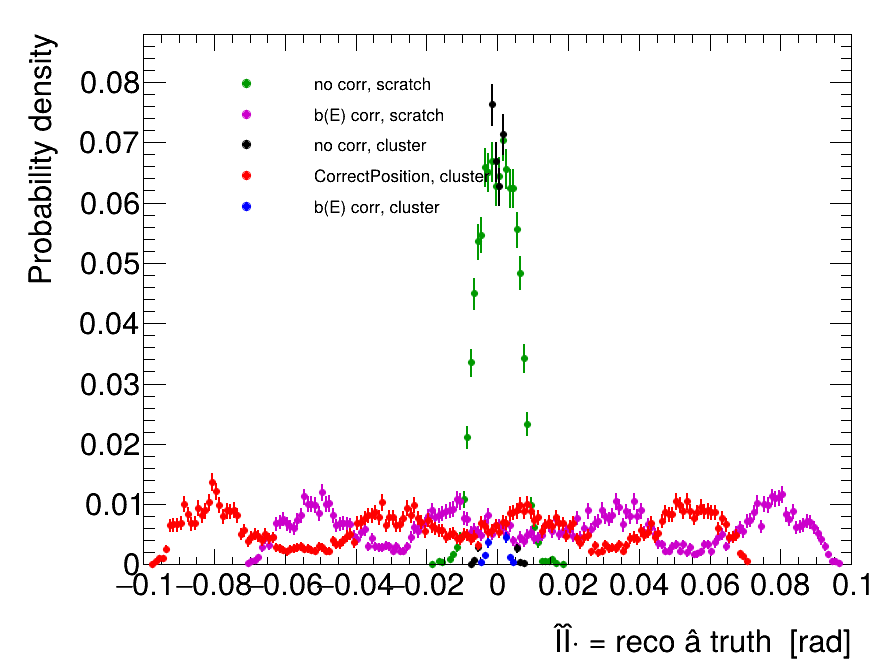 Probability density
no corr, scratch
b(E) corr, scratch
no corr, cluster
CorrectPosition, cluster
b(E) corr, cluster
0.08
0.07
0.06
0.05
0.04
0.03
0.02
0.01
0
−0.1 −0.08 −0.06 −0.04 −0.02 0 0.02 0.04 0.06 0.08 0.1
ÎÎ· = reco â truth [rad]